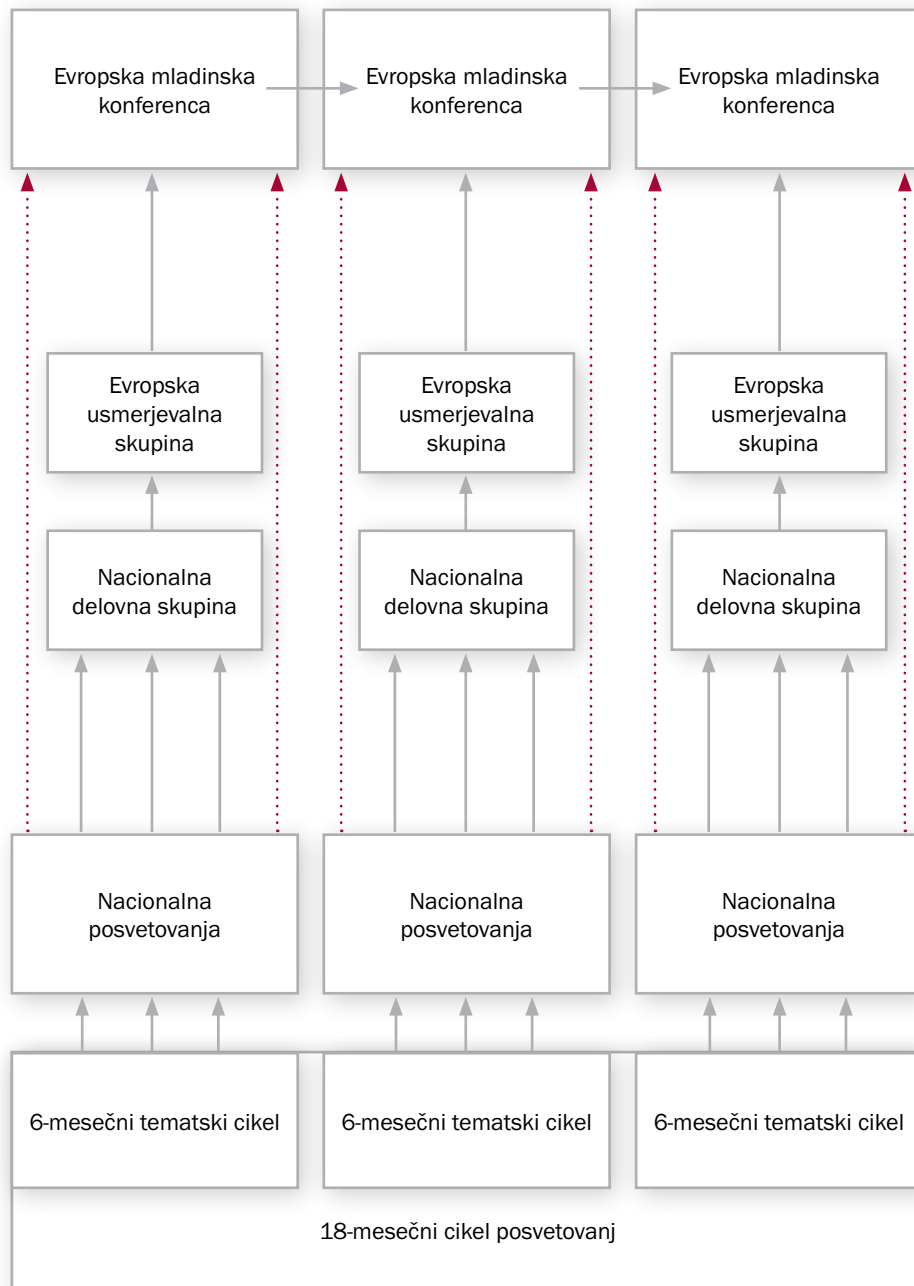 Evropska mladinska
konferenca
Evropska mladinska
konferenca
Evropska mladinska
konferenca
Evropska
usmerjevalna
skupina
Evropska
usmerjevalna
skupina
Evropska
usmerjevalna
skupina
Nacionalna
delovna skupina
Nacionalna
delovna skupina
Nacionalna
delovna skupina
Nacionalna
posvetovanja
Nacionalna
posvetovanja
Nacionalna
posvetovanja
6-mesečni tematski cikel
6-mesečni tematski cikel
6-mesečni tematski cikel
18-mesečni cikel posvetovanj